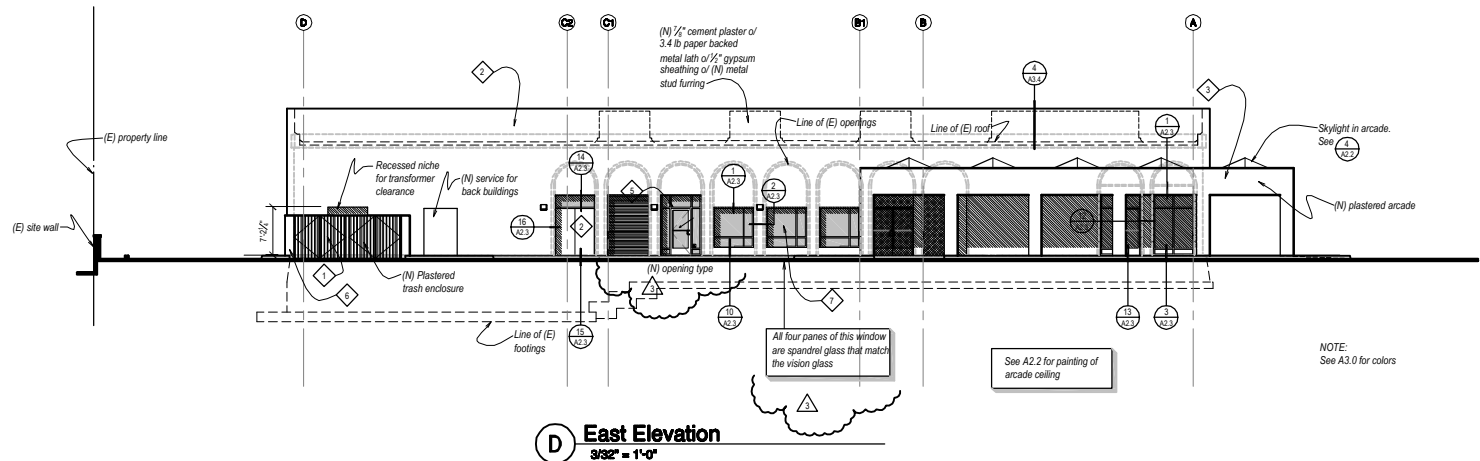 D
C2
C1
B1
B
A
(N) 7/8" cement plaster o/
3.4 lb paper backed
metal lath o/ 1/2" gypsum
sheathing o/ (N) metal
stud furring
2
4
A3.4
3
(E) property line
Line of (E) openings
Line of (E) roof
1
A2.3
Skylight in arcade.
See
4
A2.2
Recessed niche
for transformer
clearance
(N) service for
back buildings
14
A2.3
5
1
A2.3
2
A2.3
(N) plastered arcade
(E) site wall
7'-2 1/2"
16
A2.3
2
1
6
(N) Plastered
trash enclosure
(N) opening type
3
7
Line of (E)
footings
15
A2.3
10
A2.3
13
A2.3
3
A2.3
All four panes of this window
are spandrel glass that match
the vision glass
See A2.2 for painting of
arcade ceiling
NOTE:
See A3.0 for colors
3
D
East Elevation
3/32" = 1'-0"